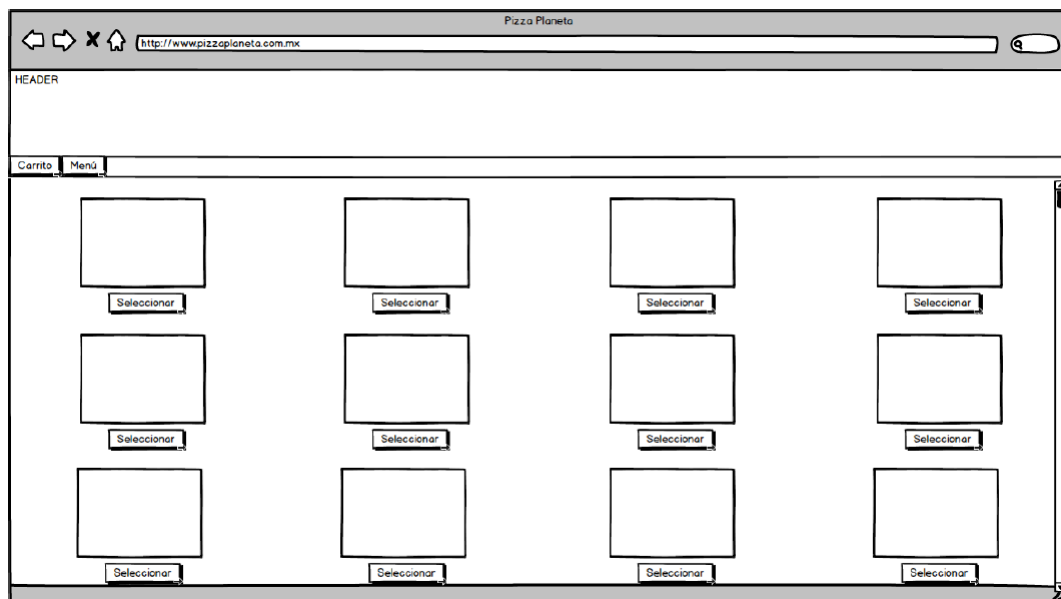 Pizza Planeta
http://www.pizzaplaneta.com.mx
HEADER
Carrito Menú
Seleccionar Seleccionar Seleccionar Seleccionar
Seleccionar Seleccionar Seleccionar Seleccionar
Seleccionar Seleccionar Seleccionar Seleccionar